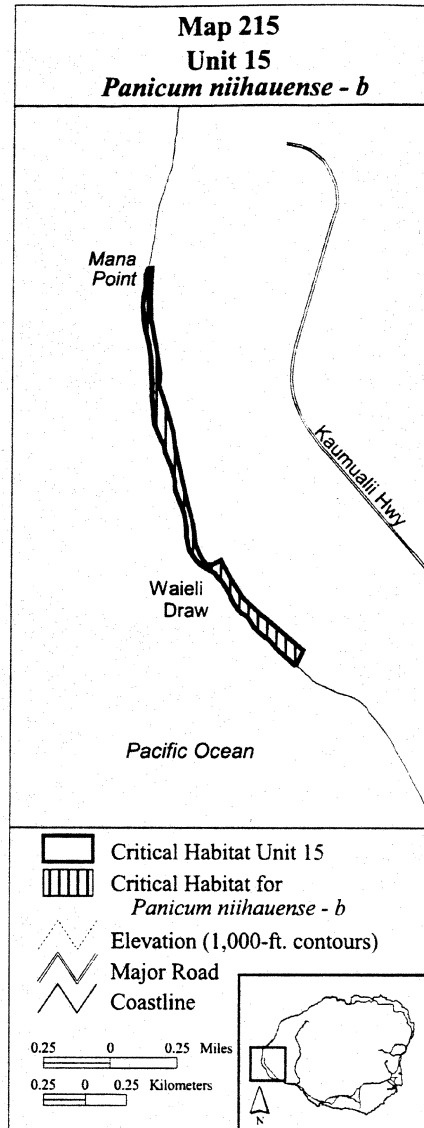 Map 215
Unit 15
Panicum niihauense - b
Mana
Point
Kaumualii Hwy
Waieli
Draw
Pacific Ocean
Critical Habitat Unit 15
Critical Habitat for
Panicum niihauense - b
Elevation (1,000-ft. contours)
Major Road
Coastline
0.25 0 0.25 Miles
0.25 0 0.25 Kilometers
N